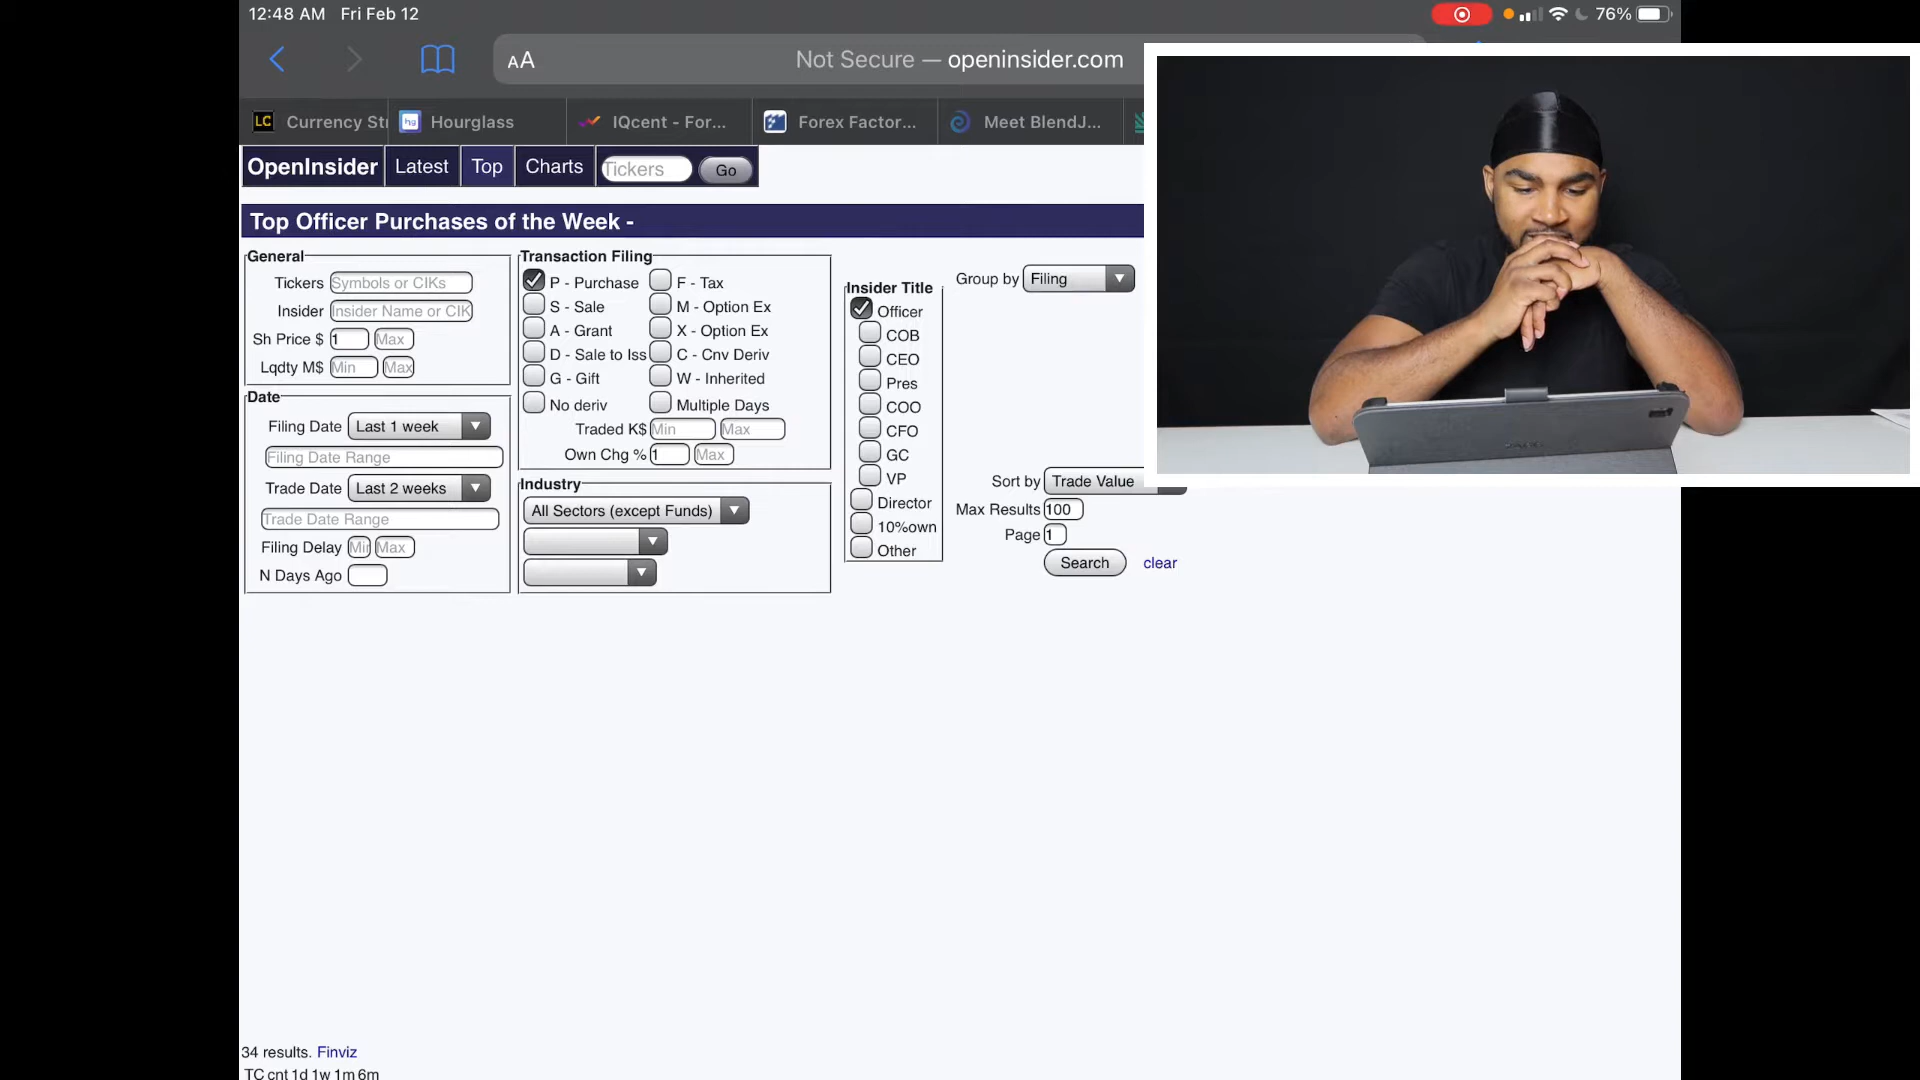 12:48 AM Fri Feb 12
76%
AA
Not Secure — openinsider.com
LC Currency Str
hg Hourglass
IQcent - For...
Forex Factor...
Meet BlendJ...
OpenInsider Latest Top Charts Tickers Go
Top Officer Purchases of the Week -
General
Tickers Symbols or CIKs
Insider Insider Name or CIK
Sh Price $ 1 Max
Lqdty M$ Min Max
Date
Filing Date Last 1 week
Filing Date Range
Trade Date Last 2 weeks
Trade Date Range
Filing Delay Min Max
N Days Ago
Transaction Filing
P - Purchase F - Tax
S - Sale M - Option Ex
A - Grant X - Option Ex
D - Sale to Iss C - Cnv Deriv
G - Gift W - Inherited
No deriv Multiple Days
Traded K$ Min Max
Own Chg % 1 Max
Industry
All Sectors (except Funds)
Insider Title
Officer
COB
CEO
Pres
COO
CFO
GC
VP
Director
10%own
Other
Group by Filing
Sort by Trade Value
Max Results 100
Page 1
Search clear
34 results. Finviz
TC cnt 1d 1w 1m 6m